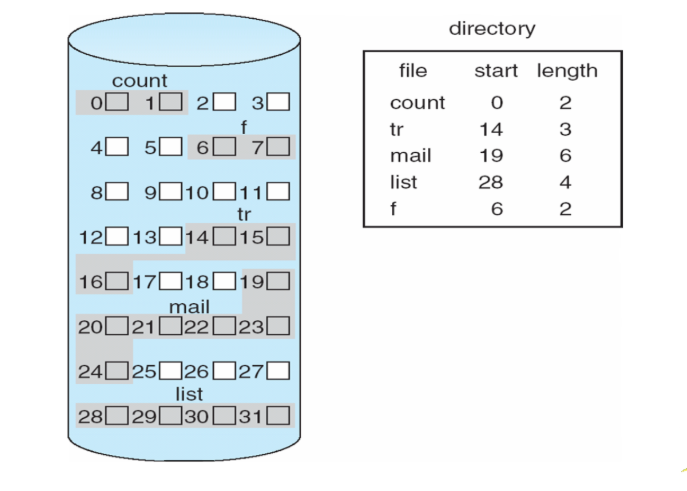 count
0 1 2 3
f
4 5 6 7
8 9 10 11
tr
12 13 14 15
16 17 18 19
mail
20 21 22 23
24 25 26 27
list
28 29 30 31
directory
file start length
count 0 2
tr 14 3
mail 19 6
list 28 4
f 6 2